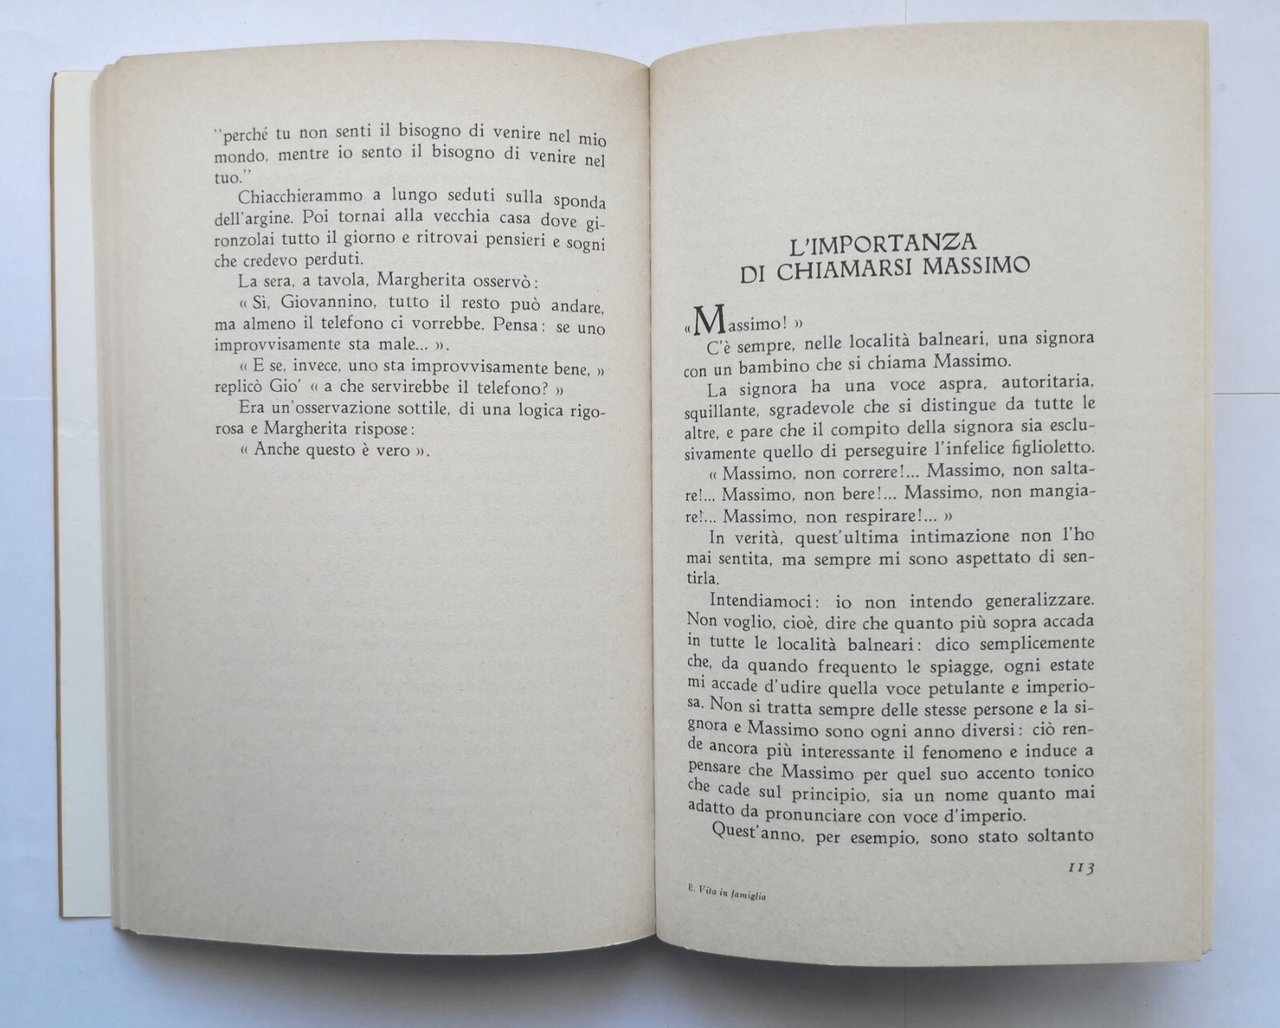 "perché tu non senti il bisogno di venire nel mio
mondo, mentre io sento il bisogno di venire nel
tuo."
Chiacchierammo a lungo seduti sulla sponda
dell'argine. Poi tornai alla vecchia casa dove gi-
ronzolai tutto il giorno e ritrovai pensieri e sogni
che credevo perduti.
La sera, a tavola, Margherita osservò:
« Sì, Giovannino, tutto il resto può andare,
ma almeno il telefono ci vorrebbe. Pensa: se uno
improvvisamente sta male... ».
« E se, invece, uno sta improvvisamente bene, »
replicò Gio' « a che servirebbe il telefono? »
Era un'osservazione sottile, di una logica rigo-
rosa e Margherita rispose:
« Anche questo è vero ».
L'IMPORTANZA
DI CHIAMARSI MASSIMO
«Massimo! »
C'è sempre, nelle località balneari, una signora
con un bambino che si chiama Massimo.
La signora ha una voce aspra, autoritaria,
squillante, sgradevole che si distingue da tutte le
altre, e pare che il compito della signora sia esclu-
sivamente quello di perseguire l'infelice figlioletto.
« Massimo, non correre!... Massimo, non salta-
re!... Massimo, non bere!... Massimo, non mangia-
re!... Massimo, non respirare!... »
In verità, quest'ultima intimazione non l'ho
mai sentita, ma sempre mi sono aspettato di sen-
tirla.
Intendiamoci: io non intendo generalizzare.
Non voglio, cioè, dire che quanto più sopra accada
in tutte le località balneari: dico semplicemente
che, da quando frequento le spiagge, ogni estate
mi accade d'udire quella voce petulante e imperio-
sa. Non si tratta sempre delle stesse persone e la si-
gnora e Massimo sono ogni anno diversi: ciò ren-
de ancora più interessante il fenomeno e induce a
pensare che Massimo per quel suo accento tonico
che cade sul principio, sia un nome quanto mai
adatto da pronunciare con voce d'imperio.
Quest'anno, per esempio, sono stato soltanto
113
8. Vita in famiglia